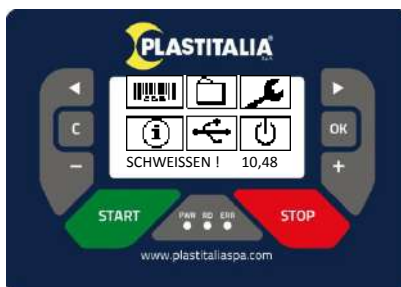 PLASTITALIA
C
OK
SCHWEISSEN ! 10,48
START
PWR RD ERR
STOP
www.plastitaliaspa.com